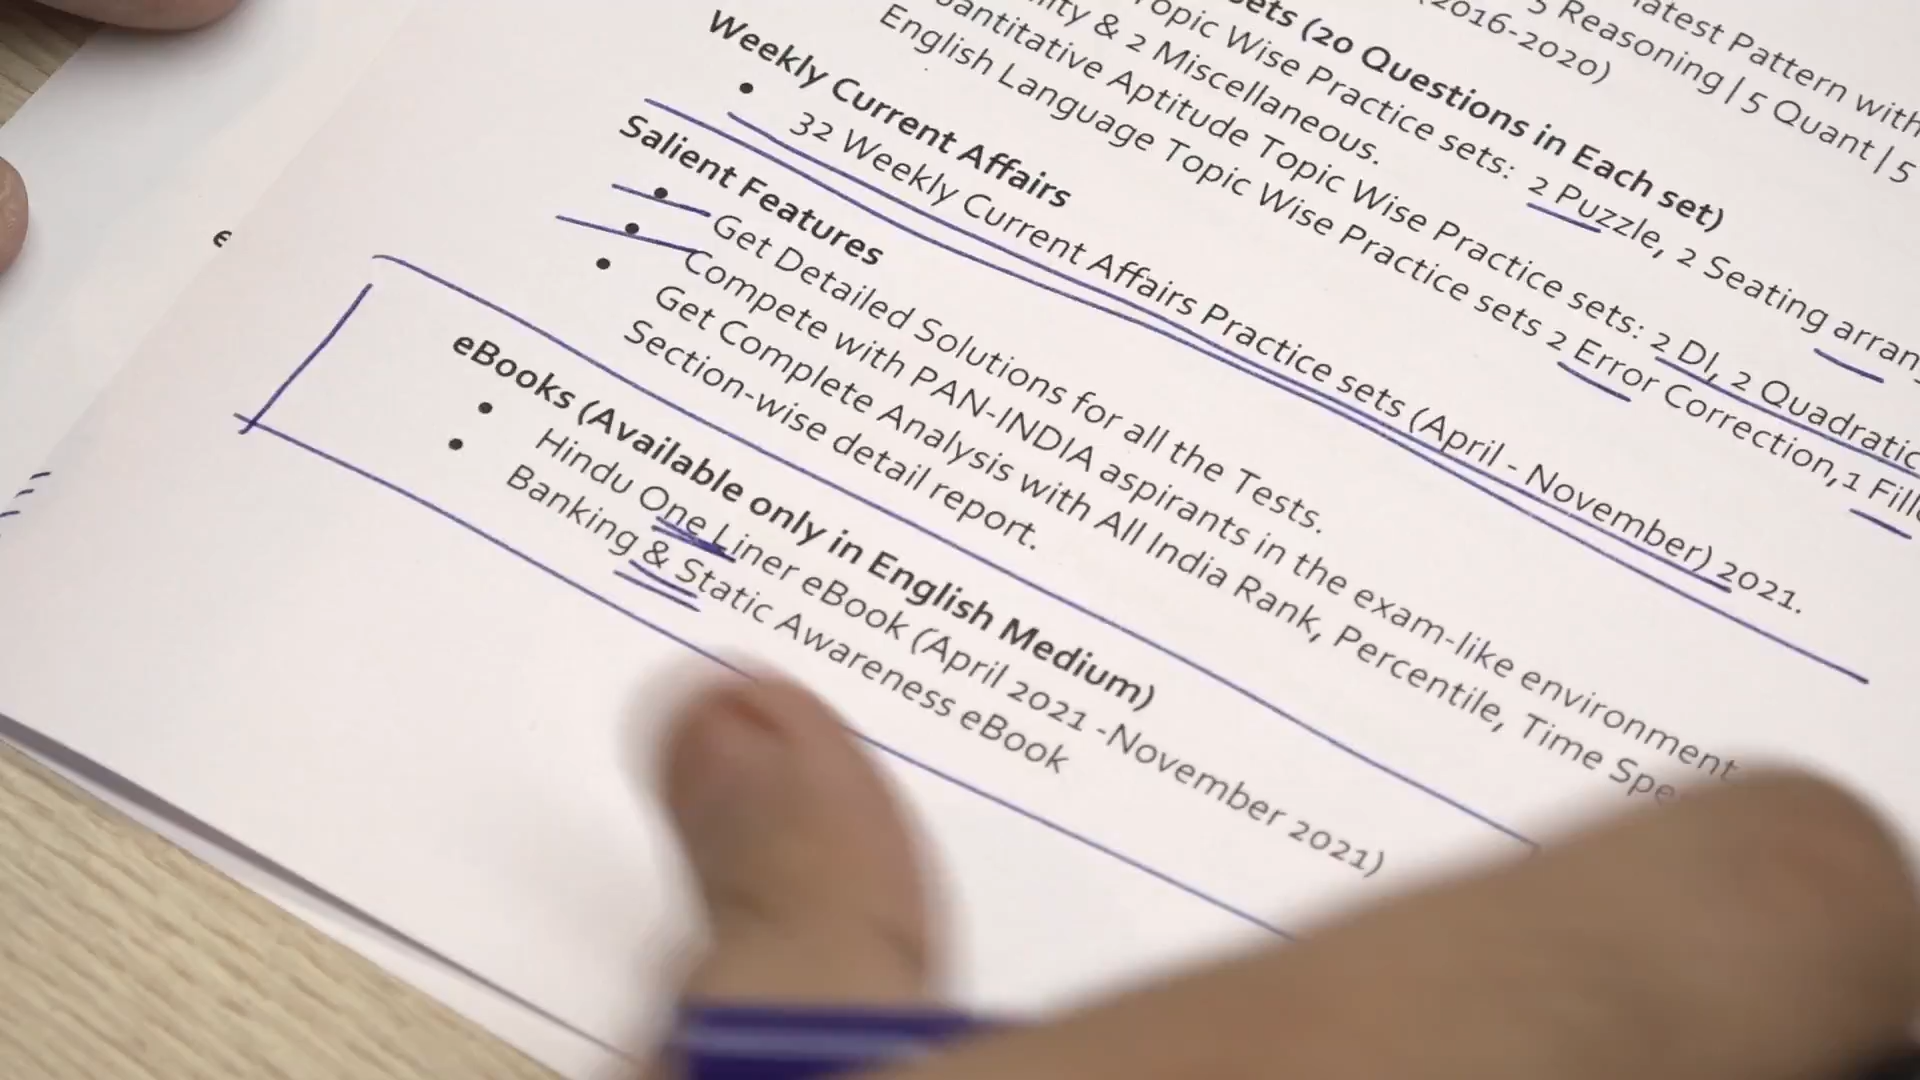 latest Pattern with
5 Reasoning | 5 Quant | 5
(2016-2020)
sets (20 Questions in Each set)
Topic Wise Practice sets: 2 Puzzle, 2 Seating
& 2 Miscellaneous.
Quantitative Aptitude Topic Wise Practice sets: 2 DI, 2 Quadratic
English Language Topic Wise Practice sets 2 Error Correction, 1
Weekly Current Affairs
• 32 Weekly Current Affairs Practice sets (April - November) 2021.
Salient Features
• Get Detailed Solutions for all the Tests.
• Compete with PAN-INDIA aspirants in the exam-like environment
• Get Complete Analysis with All India Rank, Percentile, Time
Section-wise detail report.
eBooks (Available only in English Medium)
• Hindu One Liner eBook (April 2021 -November 2021)
• Banking & Static Awareness eBook